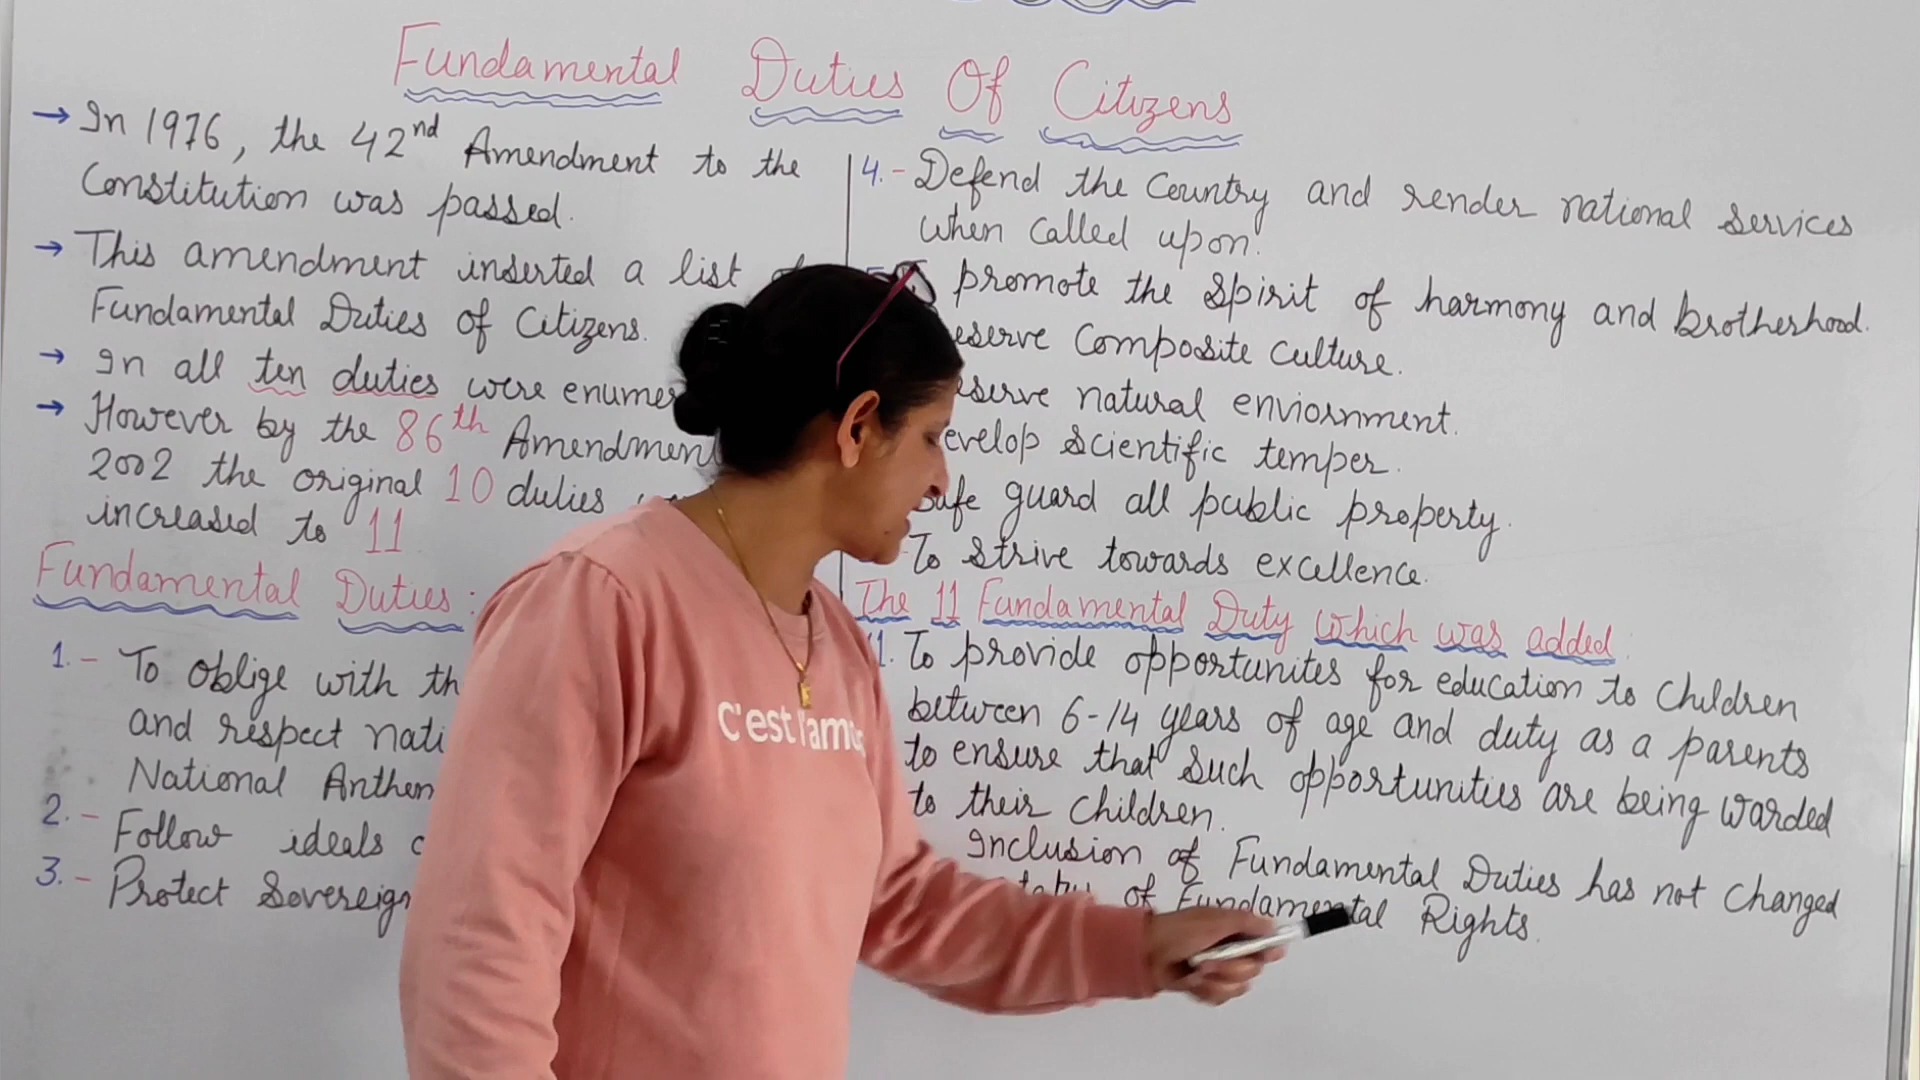 Fundamental Duties Of Citizens
→ In 1976, the 42nd Amendment to the
Constitution was passed.
→ This amendment inserted a list
Fundamental Duties of Citizens.
→ In all ten duties were enumer
→ However by the 86th Amendment
2002 the original 10 duties
increased to 11
Fundamental Duties:
1.- To oblige with th
and respect nati
National Anthem
2.- Follow ideals
3.- Protect Sovereign
4.- Defend the Country and render national services
when called upon.
promote the spirit of harmony and brotherhood.
eserve Composite Culture.
eserve natural enviornment.
evelop scientific temper.
Safe guard all public property.
To strive towards excellence.
The 11 Fundamental Duty which was added:
11. To provide opportunites for education to Children
between 6-14 years of age and duty as a parents
to ensure that such opportunities are being warded
to their children.
Inclusion of Fundamental Duties has not changed
of Fundamental Rights.
C'est l'amo